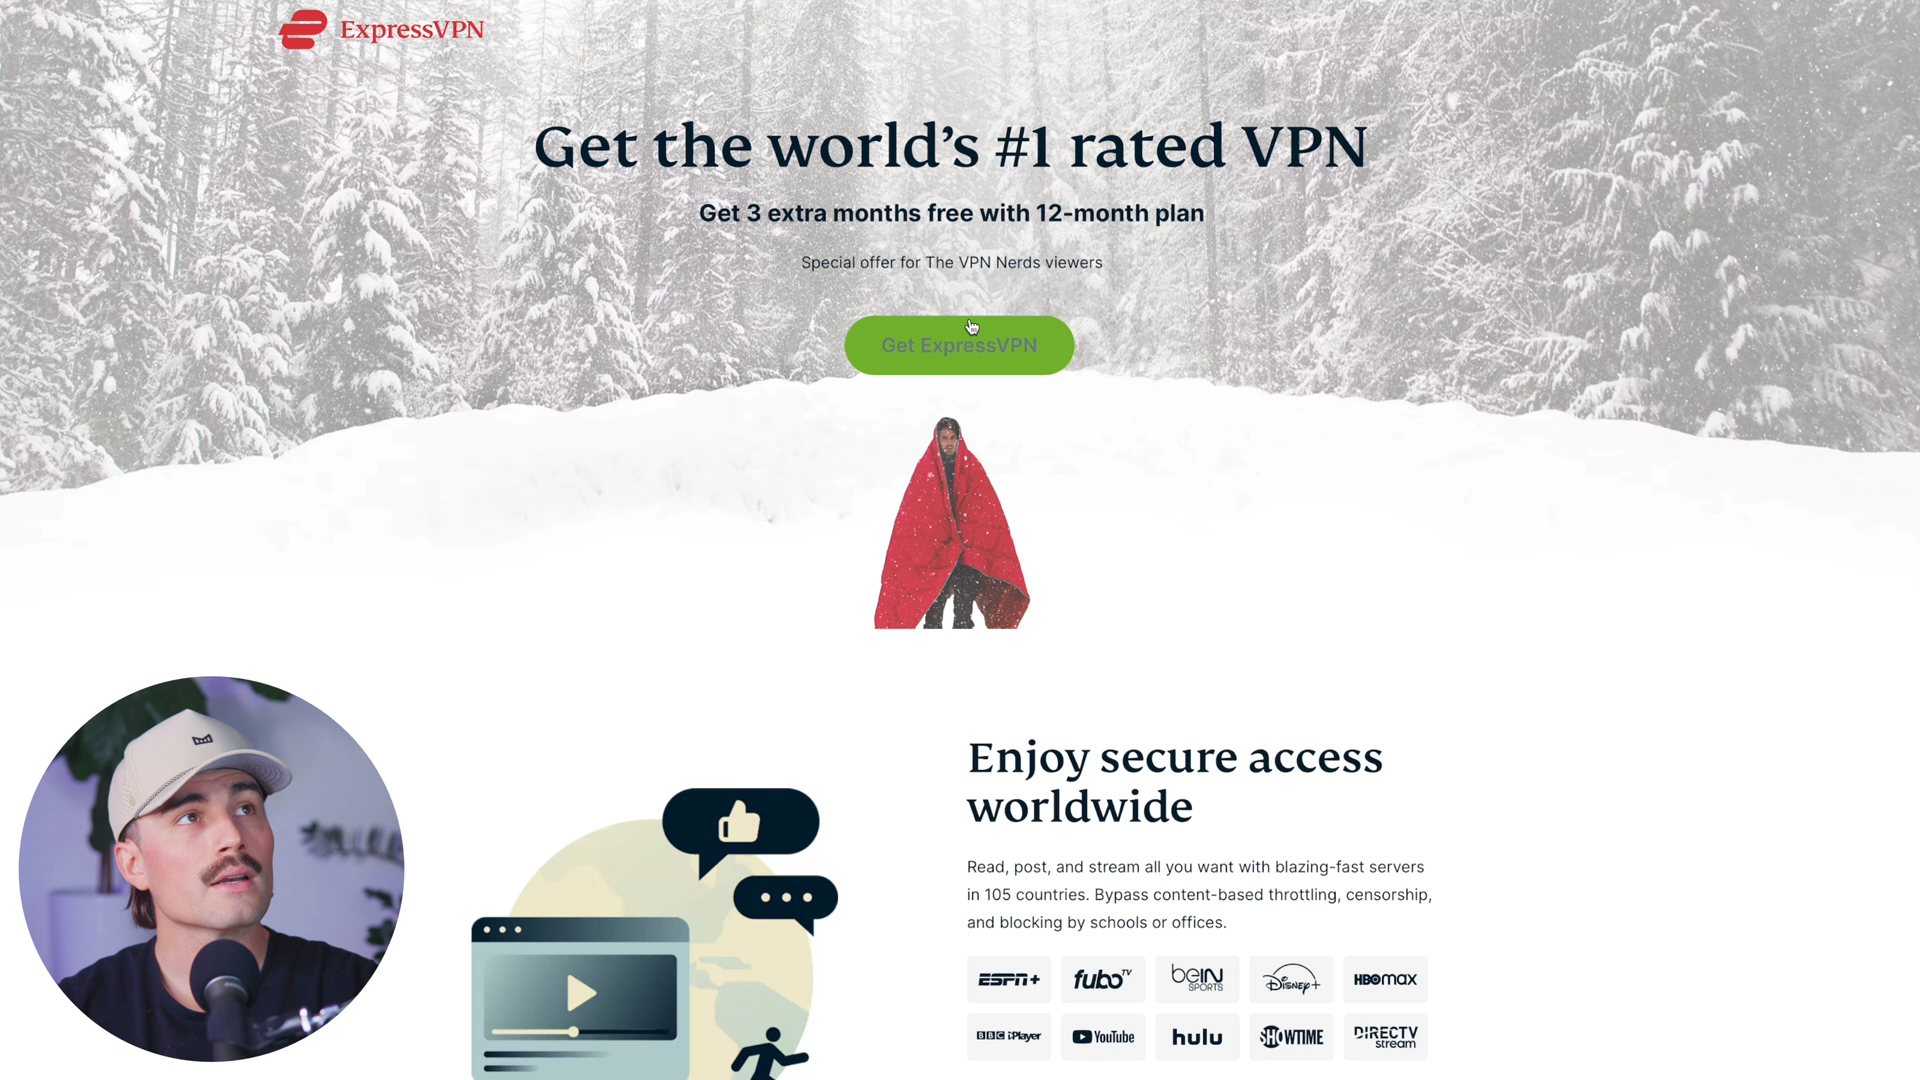 ExpressVPN
Get the world's #1 rated VPN
Get 3 extra months free with 12-month plan
Special offer for The VPN Nerds viewers
Get ExpressVPN
Enjoy secure access
worldwide
Read, post, and stream all you want with blazing-fast servers
in 105 countries. Bypass content-based throttling, censorship,
and blocking by schools or offices.
ESPN+ fubo TV beIN SPORTS Disney+ HBOmax
BBC iPlayer YouTube hulu SHOWTIME DIRECTV stream